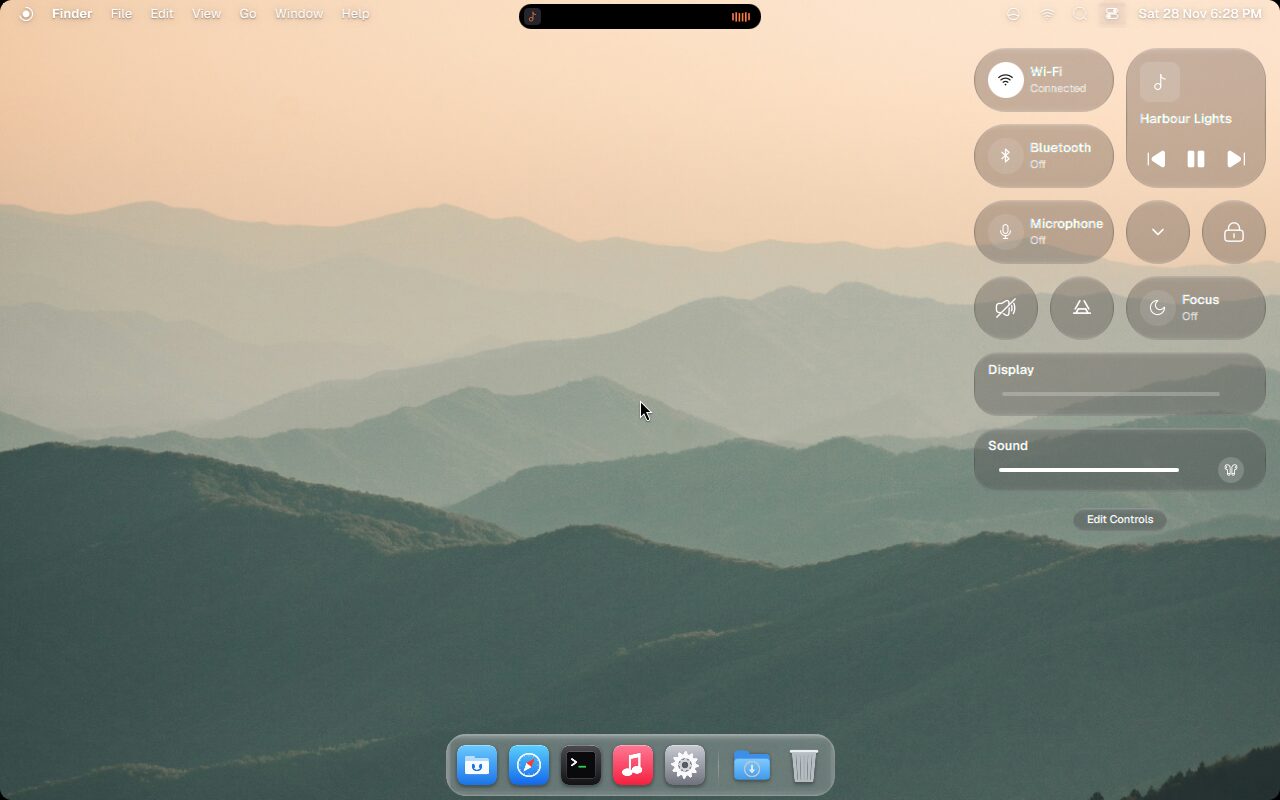 Finder File Edit View Go Window Help Sat 28 Nov 6:28 PM
Wi-Fi
Connected
Harbour Lights
Bluetooth
Off
Microphone
Off
Focus
Off
Display
Sound
Edit Controls